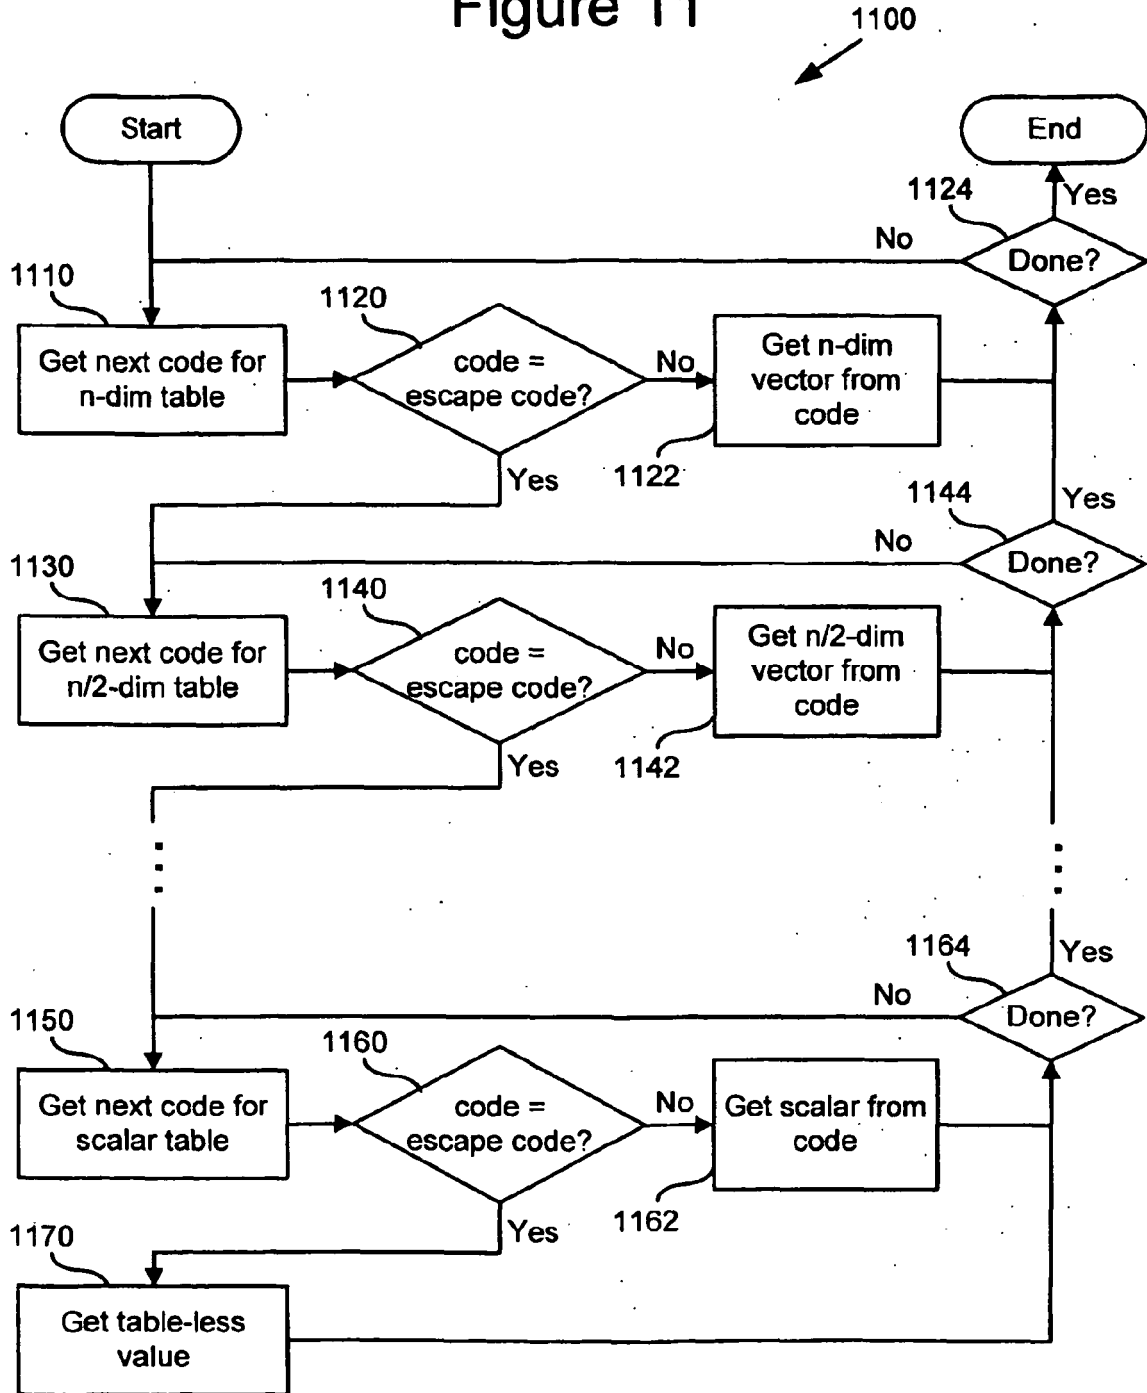 Figure 11
1100
Start
End
1124
Yes
No
Done?
1110
1120
Get next code for
n-dim table
code =
escape code?
No
Get n-dim
vector from
code
Yes
1122
1144
Yes
No
Done?
1130
1140
Get next code for
n/2-dim table
code =
escape code?
No
Get n/2-dim
vector from
code
Yes
1142
1164
Yes
No
Done?
1150
1160
Get next code for
scalar table
code =
escape code?
No
Get scalar from
code
Yes
1162
1170
Get table-less
value